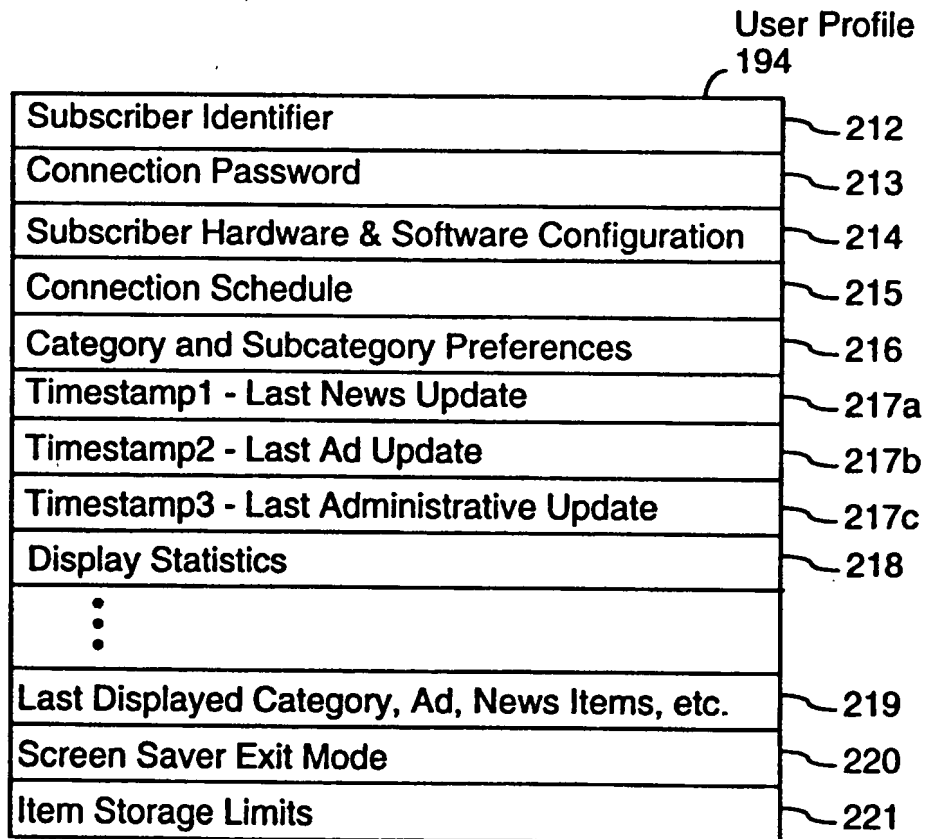 User Profile
194
Subscriber Identifier 212
Connection Password 213
Subscriber Hardware & Software Configuration 214
Connection Schedule 215
Category and Subcategory Preferences 216
Timestamp1 - Last News Update 217a
Timestamp2 - Last Ad Update 217b
Timestamp3 - Last Administrative Update 217c
Display Statistics 218
Last Displayed Category, Ad, News Items, etc. 219
Screen Saver Exit Mode 220
Item Storage Limits 221